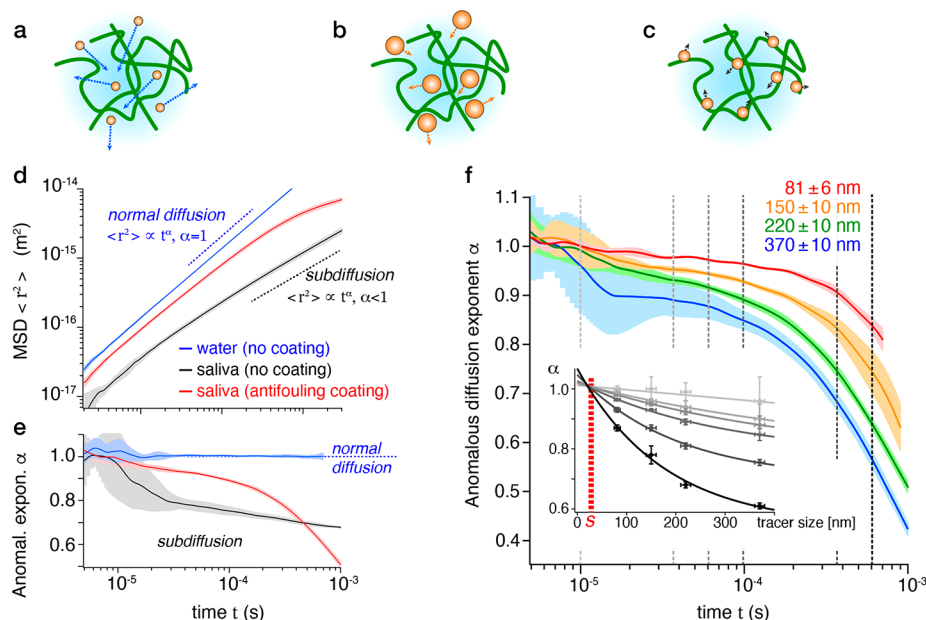 a
b
c
d
MSD < r² > (m²)
10⁻¹⁴
10⁻¹⁵
10⁻¹⁶
10⁻¹⁷
normal diffusion
<r²> ∝ tᵅ, α=1
subdiffusion
<r²> ∝ tᵅ, α<1
water (no coating)
saliva (no coating)
saliva (antifouling coating)
e
Anomal. expon. α
1.0
0.8
0.6
normal
diffusion
subdiffusion
10⁻⁵
10⁻⁴
10⁻³
time t (s)
f
Anomalous diffusion exponent α
1.1
1.0
0.9
0.8
0.7
0.6
0.5
0.4
81 ± 6 nm
150 ± 10 nm
220 ± 10 nm
370 ± 10 nm
α
1.0
0.8
0.6
0
S
100
200
300
tracer size [nm]
10⁻⁵
10⁻⁴
10⁻³
time t (s)